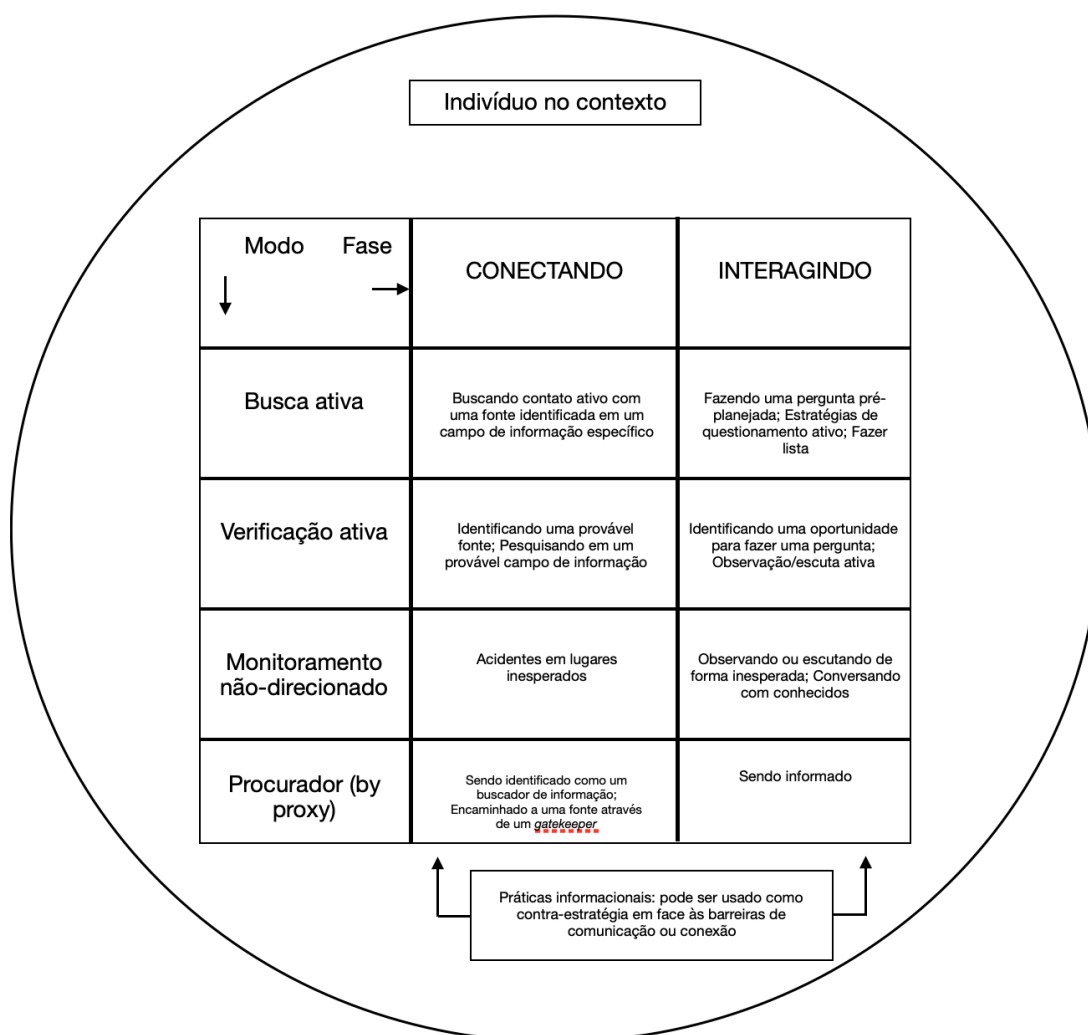 Indivíduo no contexto
Modo Fase
CONECTANDO
INTERAGINDO
Busca ativa
Buscando contato ativo com
uma fonte identificada em um
campo de informação específico
Fazendo uma pergunta pré-
planejada; Estratégias de
questionamento ativo; Fazer
lista
Verificação ativa
Identificando uma provável
fonte; Pesquisando em um
provável campo de informação
Identificando uma oportunidade
para fazer uma pergunta;
Observação/escuta ativa
Monitoramento
não-direcionado
Acidentes em lugares
inesperados
Observando ou escutando de
forma inesperada; Conversando
com conhecidos
Procurador (by
proxy)
Sendo identificado como um
buscador de informação;
Encaminhado a uma fonte através
de um gatekeeper
Sendo informado
Práticas informacionais: pode ser usado como
contra-estratégia em face às barreiras de
comunicação ou conexão